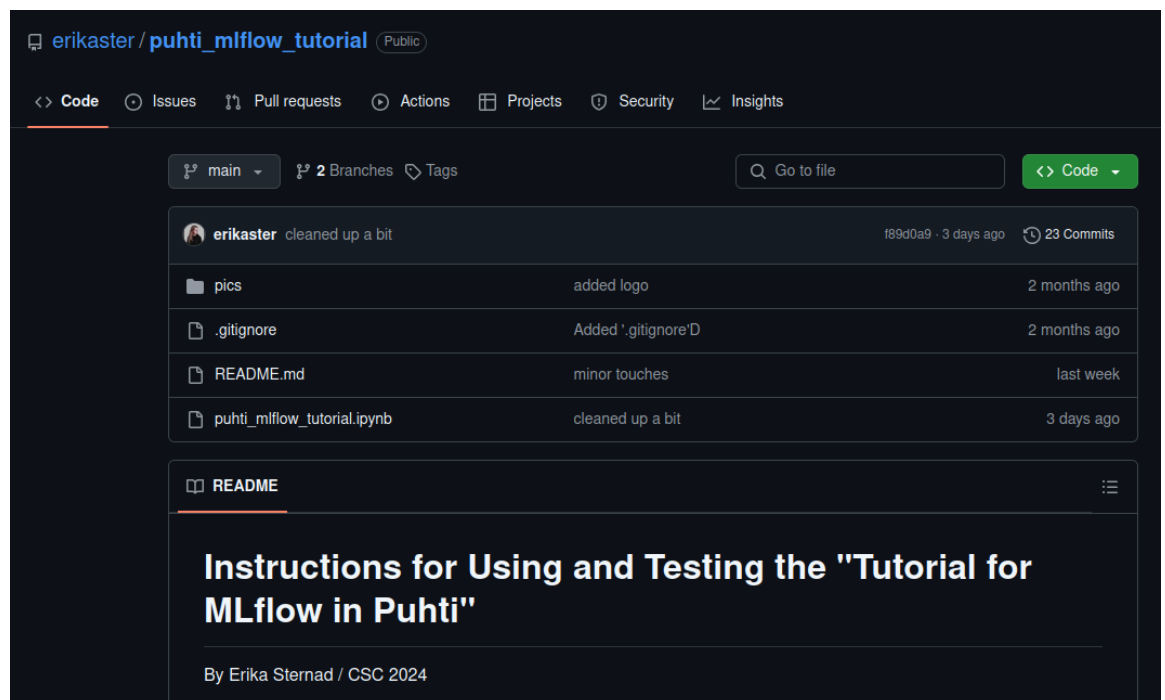 erikaster / puhti_mlflow_tutorial Public
Code Issues Pull requests Actions Projects Security Insights
main 2 Branches Tags Go to file Code
erikaster cleaned up a bit f89d0a9 · 3 days ago 23 Commits
pics added logo 2 months ago
.gitignore Added '.gitignore'D 2 months ago
README.md minor touches last week
puhti_mlflow_tutorial.ipynb cleaned up a bit 3 days ago
README
Instructions for Using and Testing the "Tutorial for
MLflow in Puhti"
By Erika Sternad / CSC 2024